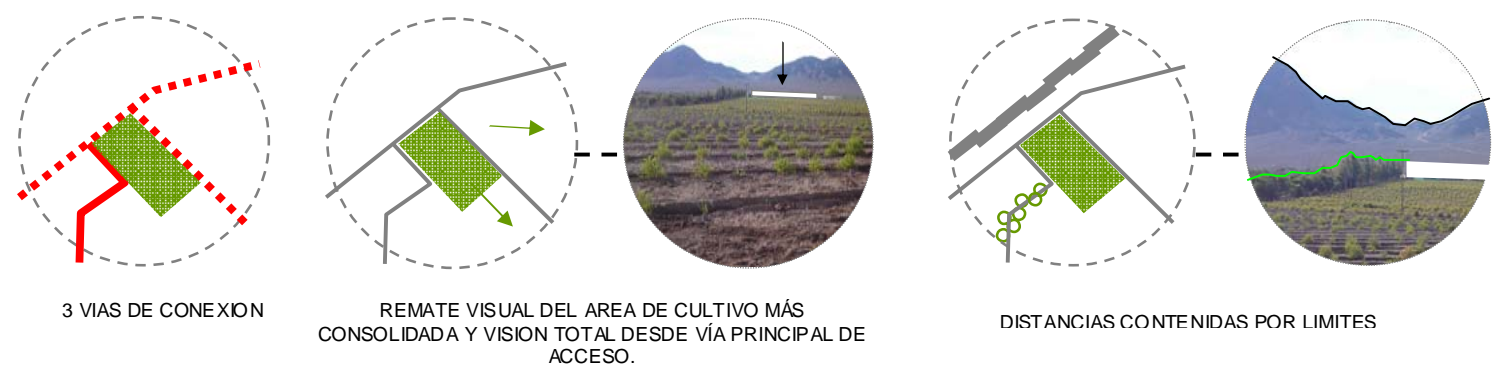 3 VIAS DE CONEXION
REMATE VISUAL DEL AREA DE CULTIVO MÁS
CONSOLIDADA Y VISION TOTAL DESDE VÍA PRINCIPAL DE
ACCESO.
DISTANCIAS CONTENIDAS POR LIMITES